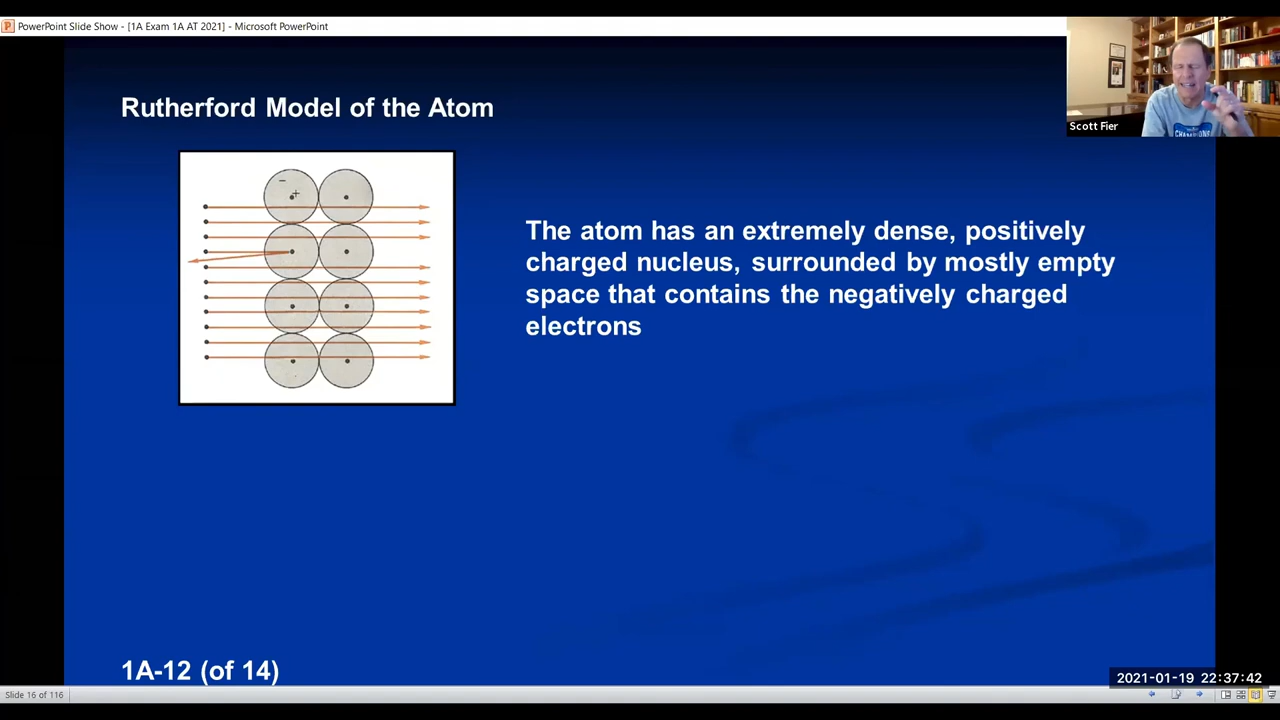 PowerPoint Slide Show - [1A Exam 1A AT 2021] - Microsoft PowerPoint
Scott Fier
Rutherford Model of the Atom
−
+
The atom has an extremely dense, positively
charged nucleus, surrounded by mostly empty
space that contains the negatively charged
electrons
1A-12 (of 14)
2021-01-19 22:37:42
Slide 16 of 116